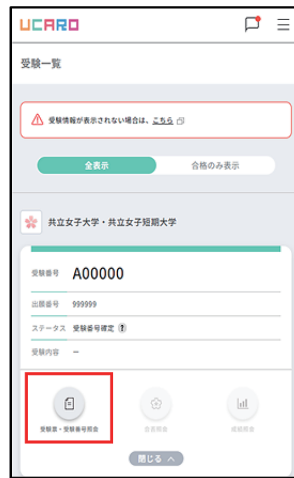 UCARO
受験一覧
受験情報が表示されない場合は、こちら
全表示
合格のみ表示
共立女子大学・共立女子短期大学
受験番号 A00000
出願番号 999999
ステータス 受験番号確定 ?
受験内容 －
受験票・受験番号照会
合否照会
成績照会
閉じる